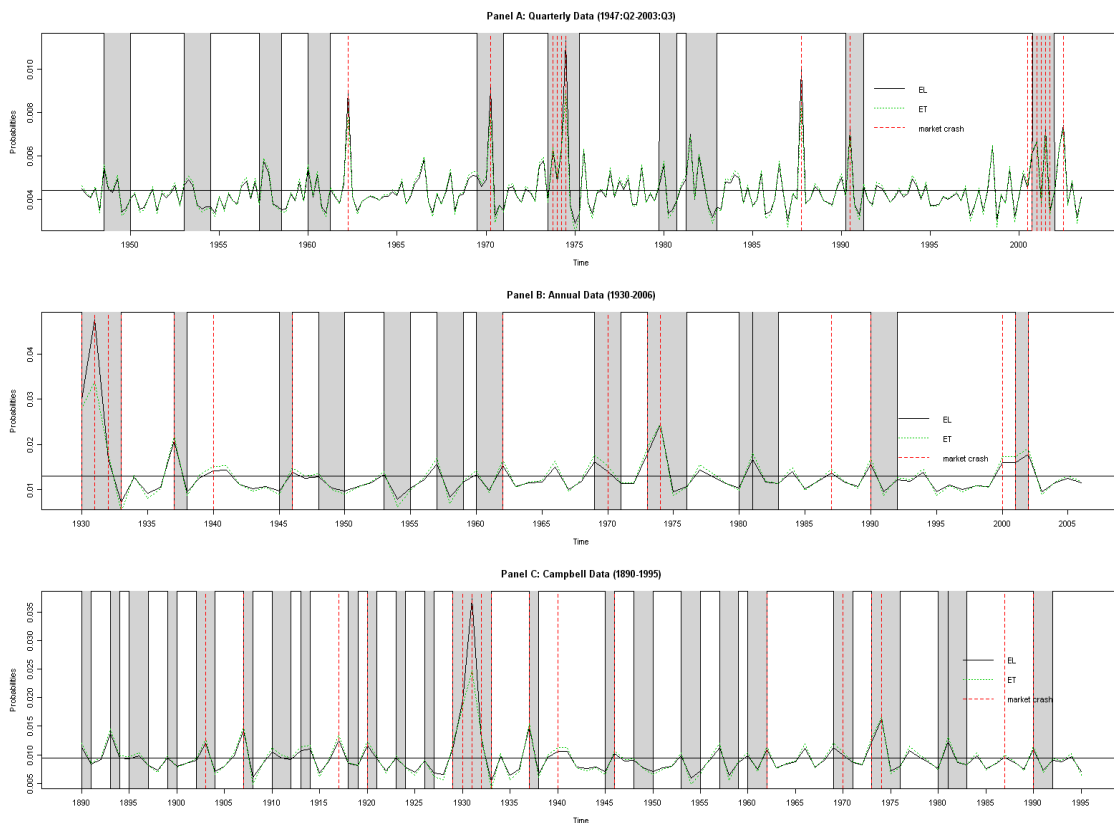 Panel A: Quarterly Data (1947:Q2-2003:Q3)
Probabilities
0.004 0.006 0.008 0.010
EL
ET
market crash
1950 1955 1960 1965 1970 1975 1980 1985 1990 1995 2000
Time
Panel B: Annual Data (1930-2006)
Probabilities
0.01 0.02 0.03 0.04
EL
ET
market crash
1930 1935 1940 1945 1950 1955 1960 1965 1970 1975 1980 1985 1990 1995 2000 2005
Time
Panel C: Campbell Data (1890-1995)
Probabilities
0.005 0.010 0.015 0.020 0.025 0.030 0.035
EL
ET
market crash
1890 1895 1900 1905 1910 1915 1920 1925 1930 1935 1940 1945 1950 1955 1960 1965 1970 1975 1980 1985 1990 1995
Time